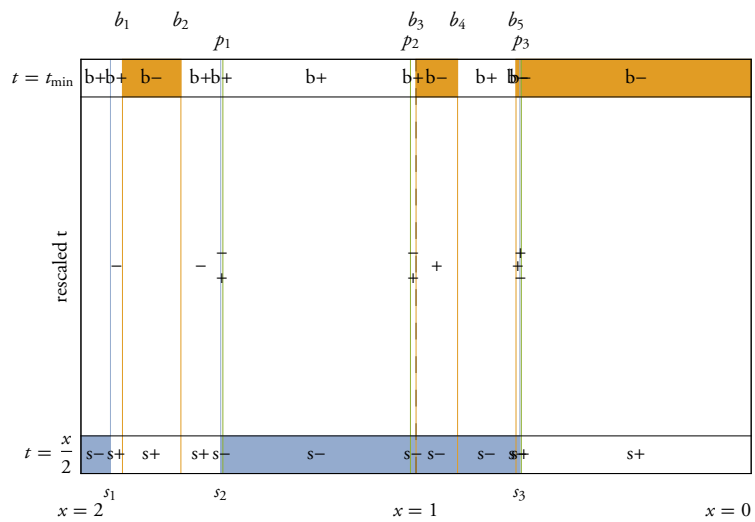 b1 b2 b3 b4 b5
p1 p2 p3
t = tmin b+ b+ b− b+ b+ b+ b+ b− b+ b− b−
− − +
rescaled t − − + +
+ + −
t = x/2 s− s+ s+ s+ s− s− s− s− s− s+ s+
s1 s2 s3
x = 2 x = 1 x = 0